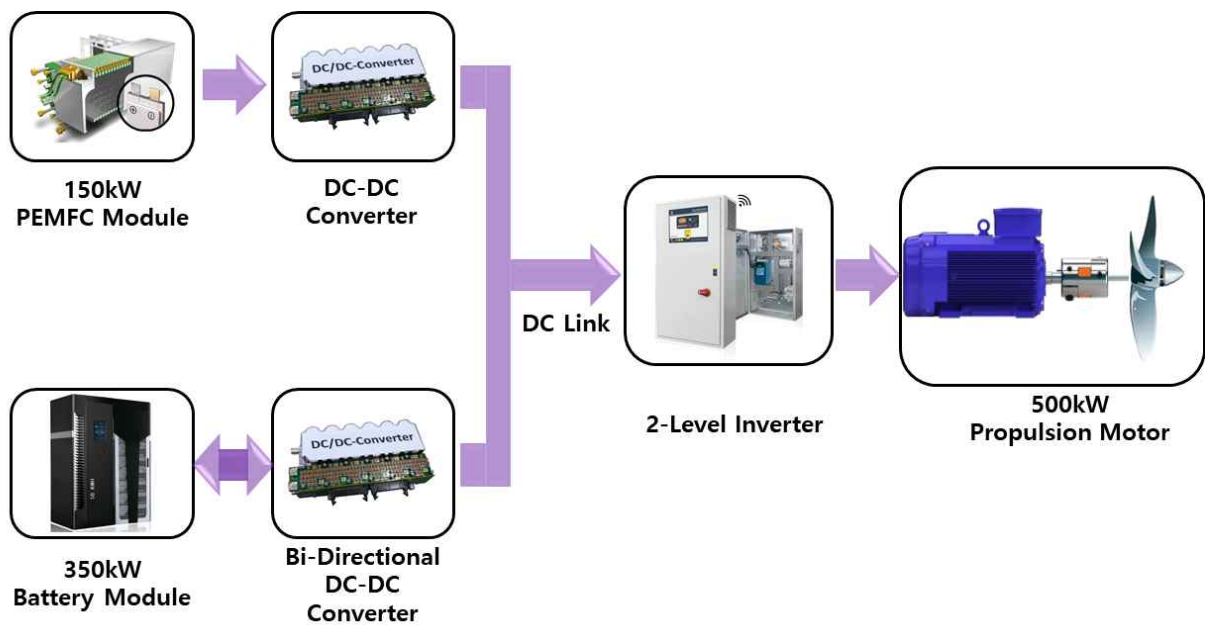 DC/DC-Converter
150kW
PEMFC Module
DC-DC
Converter
DC Link
2-Level Inverter
500kW
Propulsion Motor
DC/DC-Converter
350kW
Battery Module
Bi-Directional
DC-DC
Converter